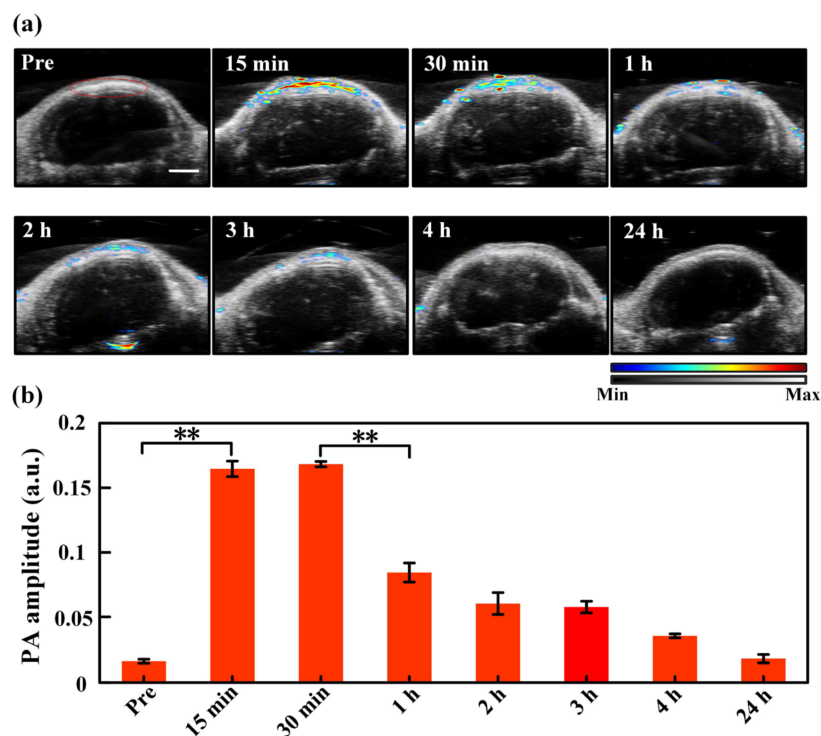 (a)
Pre
15 min
30 min
1 h
2 h
3 h
4 h
24 h
Min
Max
(b)
PA amplitude (a.u.)
0.2
0.15
0.1
0.05
0
**
**
Pre
15 min
30 min
1 h
2 h
3 h
4 h
24 h